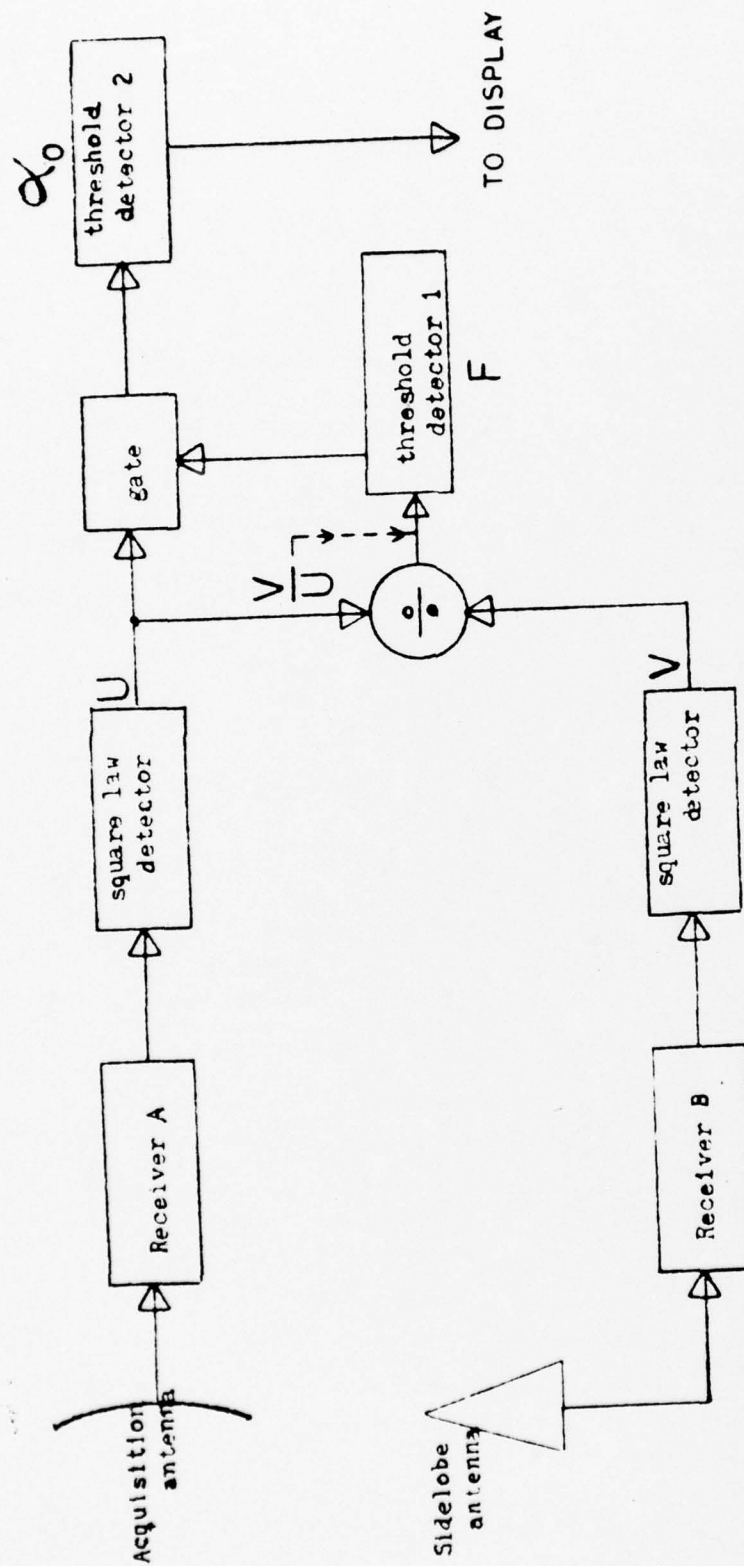 Acquisition
antenna
Receiver A
square law
detector
U
gate
α₀
threshold
detector 2
TO DISPLAY
V
U
÷
threshold
detector 1
F
Sidelobe
antenna
Receiver B
square law
detector
V